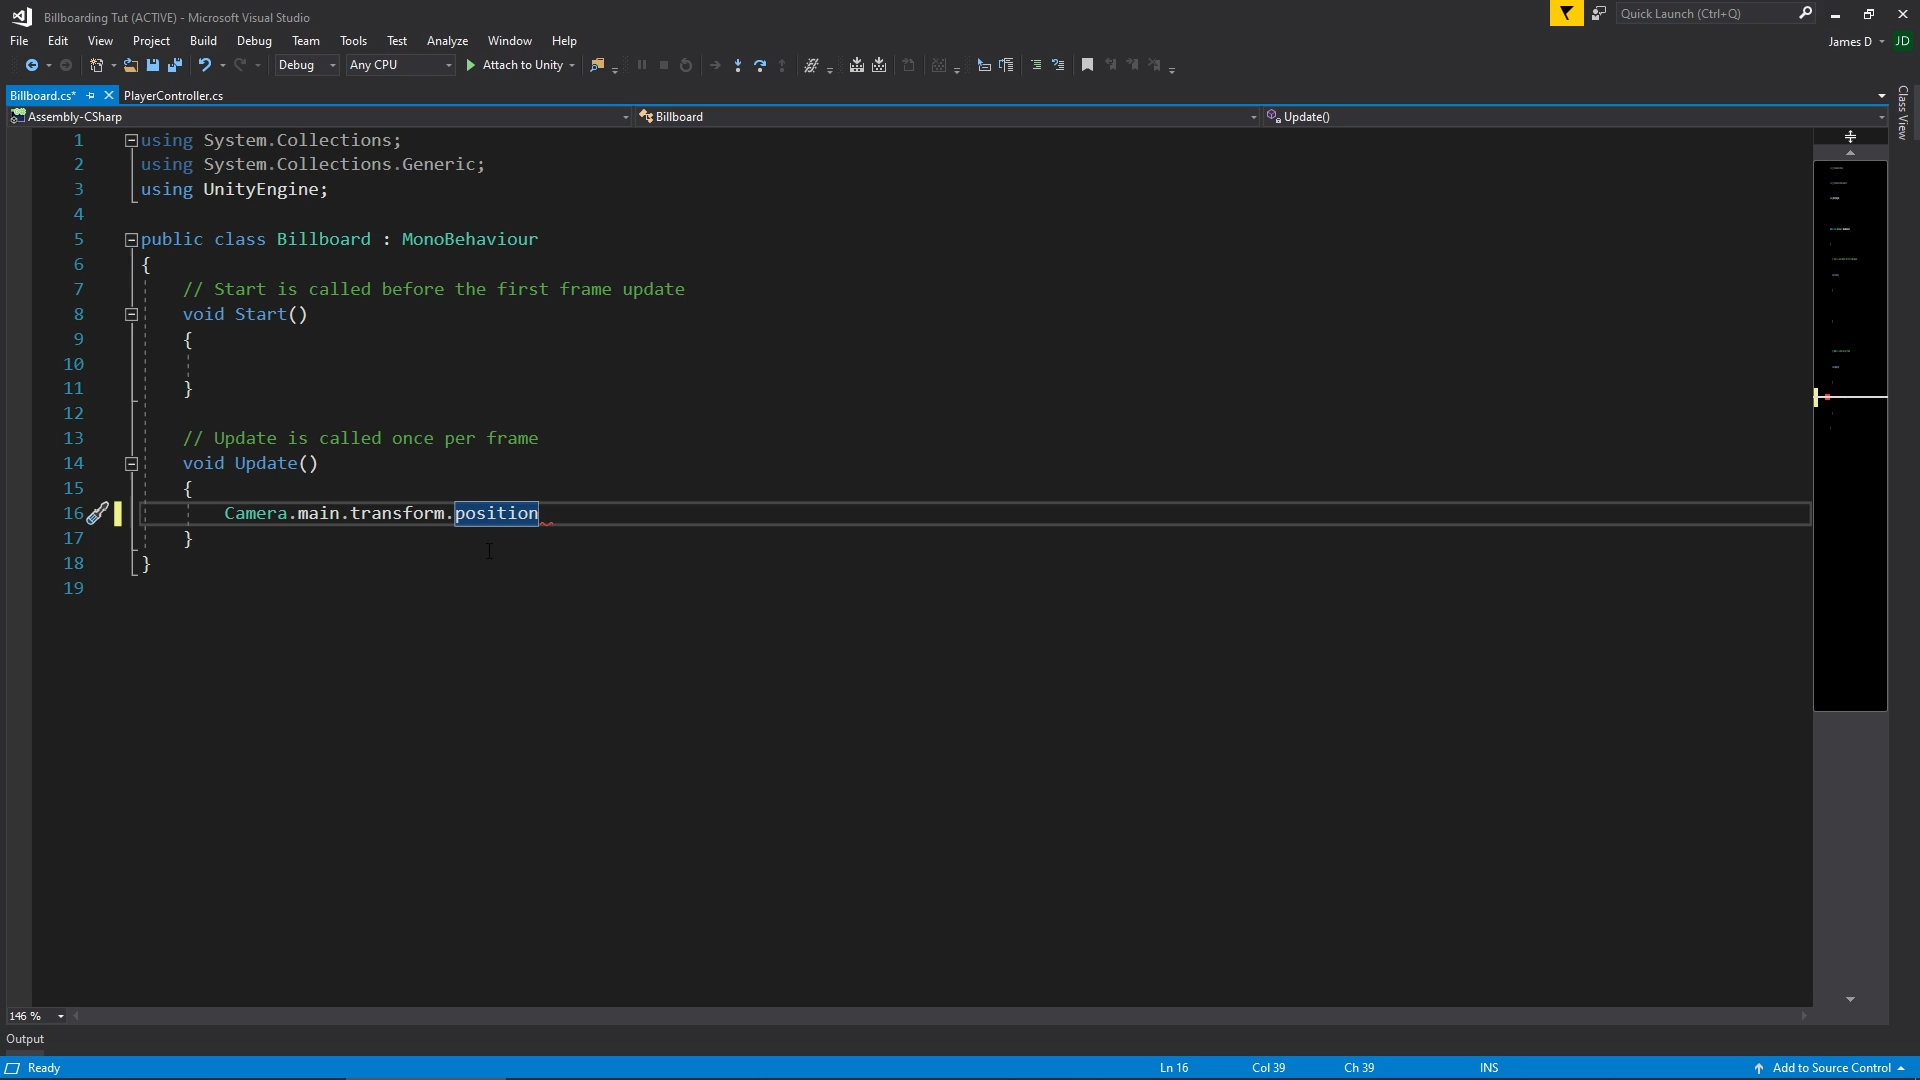 Billboarding Tut (ACTIVE) - Microsoft Visual Studio
Quick Launch (Ctrl+Q)
File Edit View Project Build Debug Team Tools Test Analyze Window Help
James D JD
Debug Any CPU Attach to Unity
Billboard.cs* PlayerController.cs
Class View
Assembly-CSharp Billboard Update()
1 using System.Collections;
2 using System.Collections.Generic;
3 using UnityEngine;
4
5 public class Billboard : MonoBehaviour
6 {
7 // Start is called before the first frame update
8 void Start()
9 {
10
11 }
12
13 // Update is called once per frame
14 void Update()
15 {
16 Camera.main.transform.position
17 }
18 }
19
146 %
Output
Ready Ln 16 Col 39 Ch 39 INS Add to Source Control